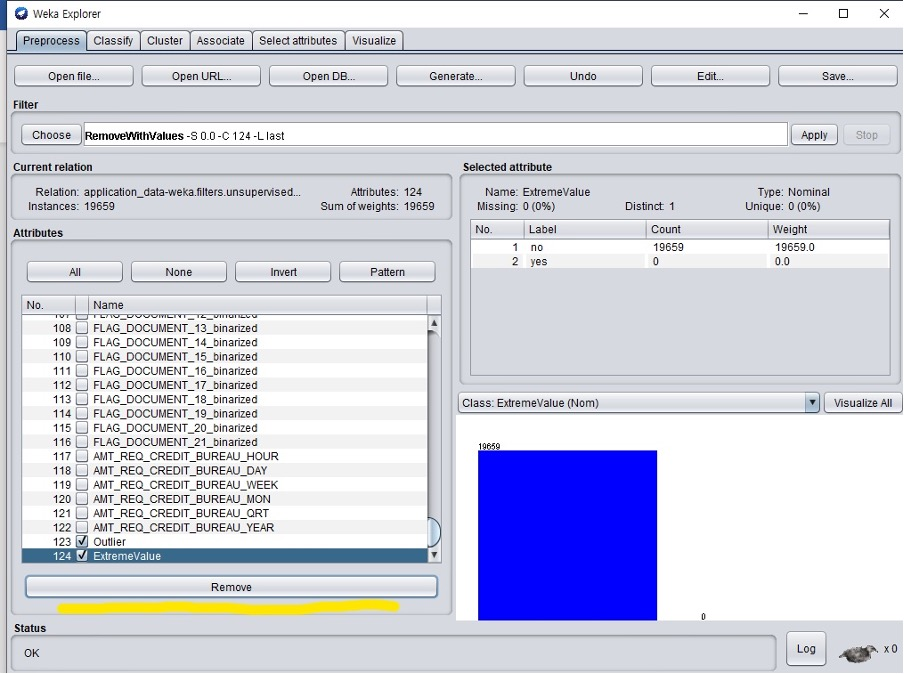 Weka Explorer
Preprocess Classify Cluster Associate Select attributes Visualize
Open file... Open URL... Open DB... Generate... Undo Edit... Save...
Filter
Choose RemoveWithValues -S 0.0 -C 124 -L last Apply Stop
Current relation
Relation: application_data-weka.filters.unsupervised... Attributes: 124
Instances: 19659 Sum of weights: 19659
Attributes
All None Invert Pattern
No. Name
107 FLAG_DOCUMENT_12_binarized
108 FLAG_DOCUMENT_13_binarized
109 FLAG_DOCUMENT_14_binarized
110 FLAG_DOCUMENT_15_binarized
111 FLAG_DOCUMENT_16_binarized
112 FLAG_DOCUMENT_17_binarized
113 FLAG_DOCUMENT_18_binarized
114 FLAG_DOCUMENT_19_binarized
115 FLAG_DOCUMENT_20_binarized
116 FLAG_DOCUMENT_21_binarized
117 AMT_REQ_CREDIT_BUREAU_HOUR
118 AMT_REQ_CREDIT_BUREAU_DAY
119 AMT_REQ_CREDIT_BUREAU_WEEK
120 AMT_REQ_CREDIT_BUREAU_MON
121 AMT_REQ_CREDIT_BUREAU_QRT
122 AMT_REQ_CREDIT_BUREAU_YEAR
123 Outlier
124 ExtremeValue
Remove
Selected attribute
Name: ExtremeValue Type: Nominal
Missing: 0 (0%) Distinct: 1 Unique: 0 (0%)
No. Label Count Weight
1 no 19659 19659.0
2 yes 0 0.0
Class: ExtremeValue (Nom) Visualize All
19659
0
Status
OK
Log x 0